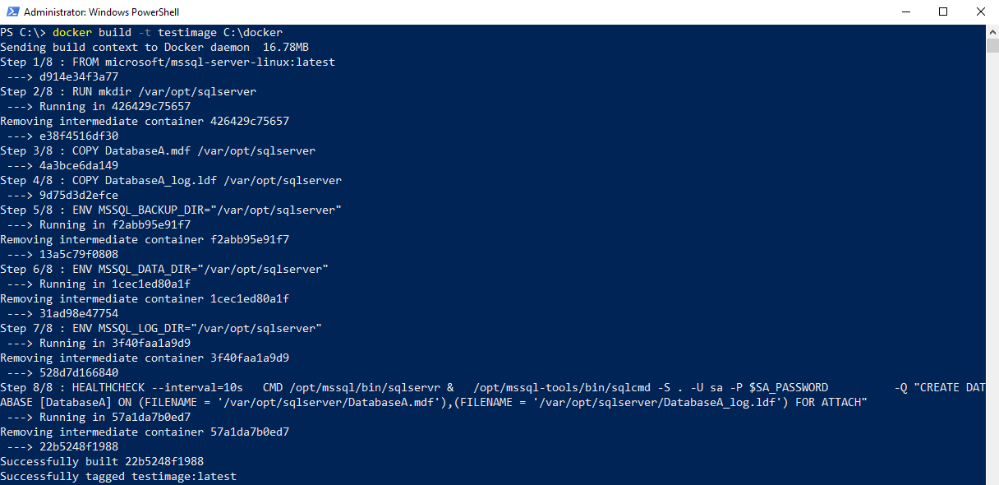 Administrator: Windows PowerShell
PS C:\> docker build -t testimage C:\docker
Sending build context to Docker daemon  16.78MB
Step 1/8 : FROM microsoft/mssql-server-linux:latest
 ---> d914e34f3a77
Step 2/8 : RUN mkdir /var/opt/sqlserver
 ---> Running in 426429c75657
Removing intermediate container 426429c75657
 ---> e38f4516df30
Step 3/8 : COPY DatabaseA.mdf /var/opt/sqlserver
 ---> 4a3bce6da149
Step 4/8 : COPY DatabaseA_log.ldf /var/opt/sqlserver
 ---> 9d75d3d2efce
Step 5/8 : ENV MSSQL_BACKUP_DIR="/var/opt/sqlserver"
 ---> Running in f2abb95e91f7
Removing intermediate container f2abb95e91f7
 ---> 13a5c79f0808
Step 6/8 : ENV MSSQL_DATA_DIR="/var/opt/sqlserver"
 ---> Running in 1cec1ed80a1f
Removing intermediate container 1cec1ed80a1f
 ---> 31ad98e47754
Step 7/8 : ENV MSSQL_LOG_DIR="/var/opt/sqlserver"
 ---> Running in 3f40faa1a9d9
Removing intermediate container 3f40faa1a9d9
 ---> 528d7d166840
Step 8/8 : HEALTHCHECK --interval=10s   CMD /opt/mssql/bin/sqlservr &   /opt/mssql-tools/bin/sqlcmd -S . -U sa -P $SA_PASSWORD          -Q "CREATE DAT
ABASE [DatabaseA] ON (FILENAME = '/var/opt/sqlserver/DatabaseA.mdf'),(FILENAME = '/var/opt/sqlserver/DatabaseA_log.ldf') FOR ATTACH"
 ---> Running in 57a1da7b0ed7
Removing intermediate container 57a1da7b0ed7
 ---> 22b5248f1988
Successfully built 22b5248f1988
Successfully tagged testimage:latest